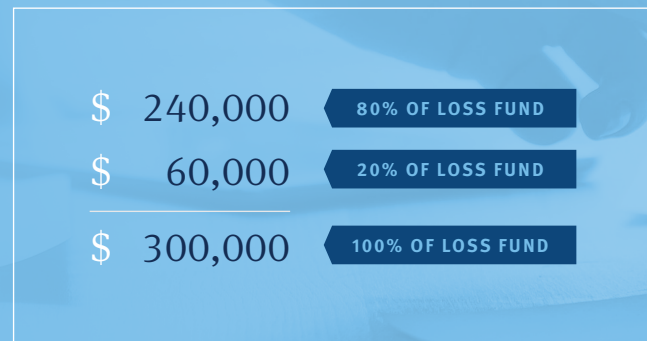 $ 240,000 80% OF LOSS FUND
$ 60,000 20% OF LOSS FUND
$ 300,000 100% OF LOSS FUND